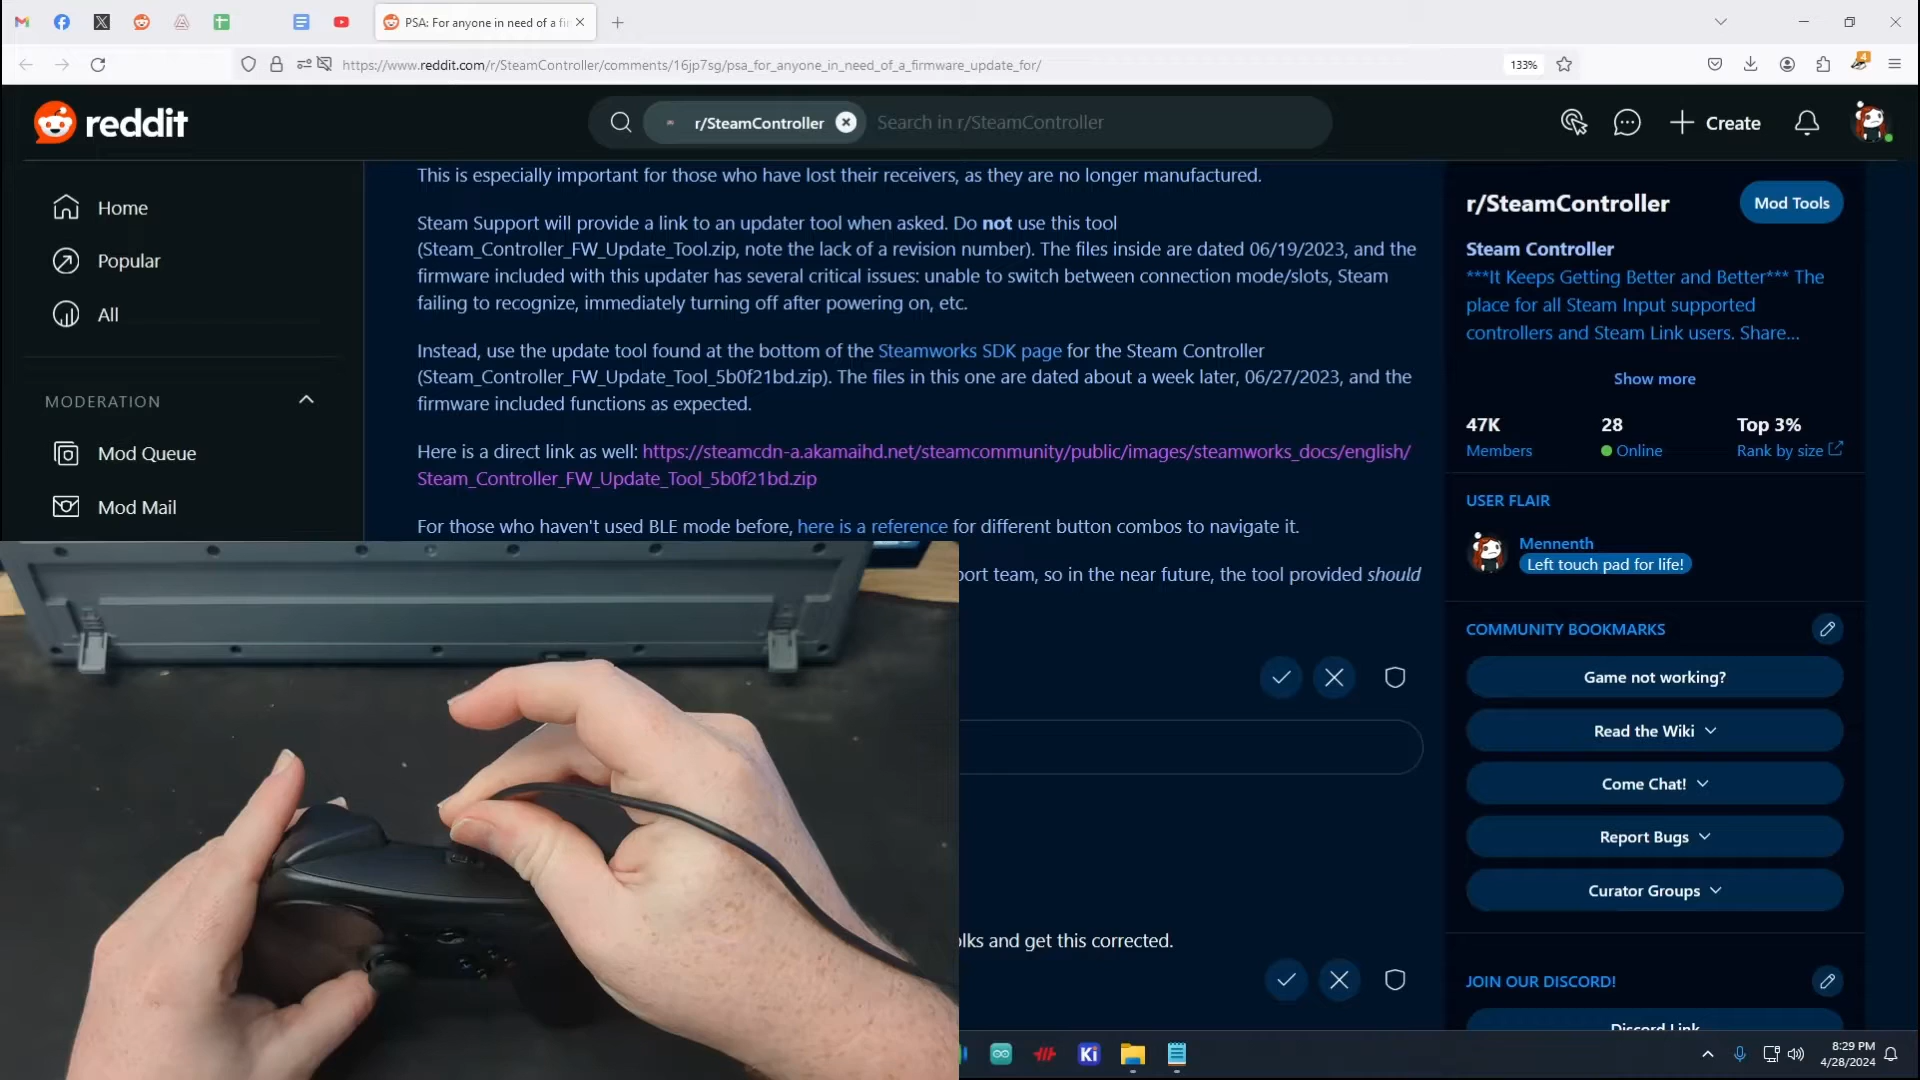 PSA: For anyone in need of a fi
https://www.reddit.com/r/SteamController/comments/16jp7sg/psa_for_anyone_in_need_of_a_firmware_update_for/
133%
4
reddit
r/SteamController
Search in r/SteamController
Create
Home
Popular
All
MODERATION
Mod Queue
Mod Mail
This is especially important for those who have lost their receivers, as they are no longer manufactured.
Steam Support will provide a link to an updater tool when asked. Do not use this tool
(Steam_Controller_FW_Update_Tool.zip, note the lack of a revision number). The files inside are dated 06/19/2023, and the
firmware included with this updater has several critical issues: unable to switch between connection mode/slots, Steam
failing to recognize, immediately turning off after powering on, etc.
Instead, use the update tool found at the bottom of the Steamworks SDK page for the Steam Controller
(Steam_Controller_FW_Update_Tool_5b0f21bd.zip). The files in this one are dated about a week later, 06/27/2023, and the
firmware included functions as expected.
Here is a direct link as well: https://steamcdn-a.akamaihd.net/steamcommunity/public/images/steamworks_docs/english/
Steam_Controller_FW_Update_Tool_5b0f21bd.zip
For those who haven't used BLE mode before, here is a reference for different button combos to navigate it.
port team, so in the near future, the tool provided should
olks and get this corrected.
r/SteamController
Mod Tools
Steam Controller
***It Keeps Getting Better and Better*** The
place for all Steam Input supported
controllers and Steam Link users. Share...
Show more
47K
28
Top 3%
Members
Online
Rank by size
USER FLAIR
Mennenth
Left touch pad for life!
COMMUNITY BOOKMARKS
Game not working?
Read the Wiki
Come Chat!
Report Bugs
Curator Groups
JOIN OUR DISCORD!
Discord Link
Ki
8:29 PM
4/28/2024